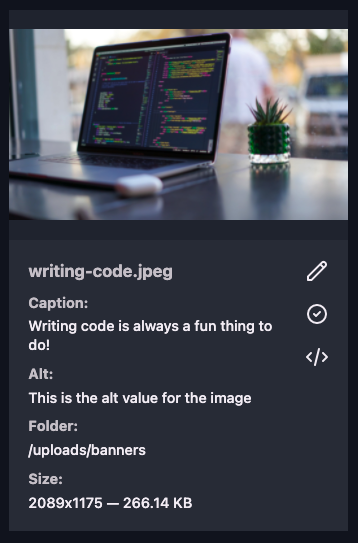 writing-code.jpeg
Caption:
Writing code is always a fun thing to
do!
Alt:
This is the alt value for the image
Folder:
/uploads/banners
Size:
2089x1175 — 266.14 KB